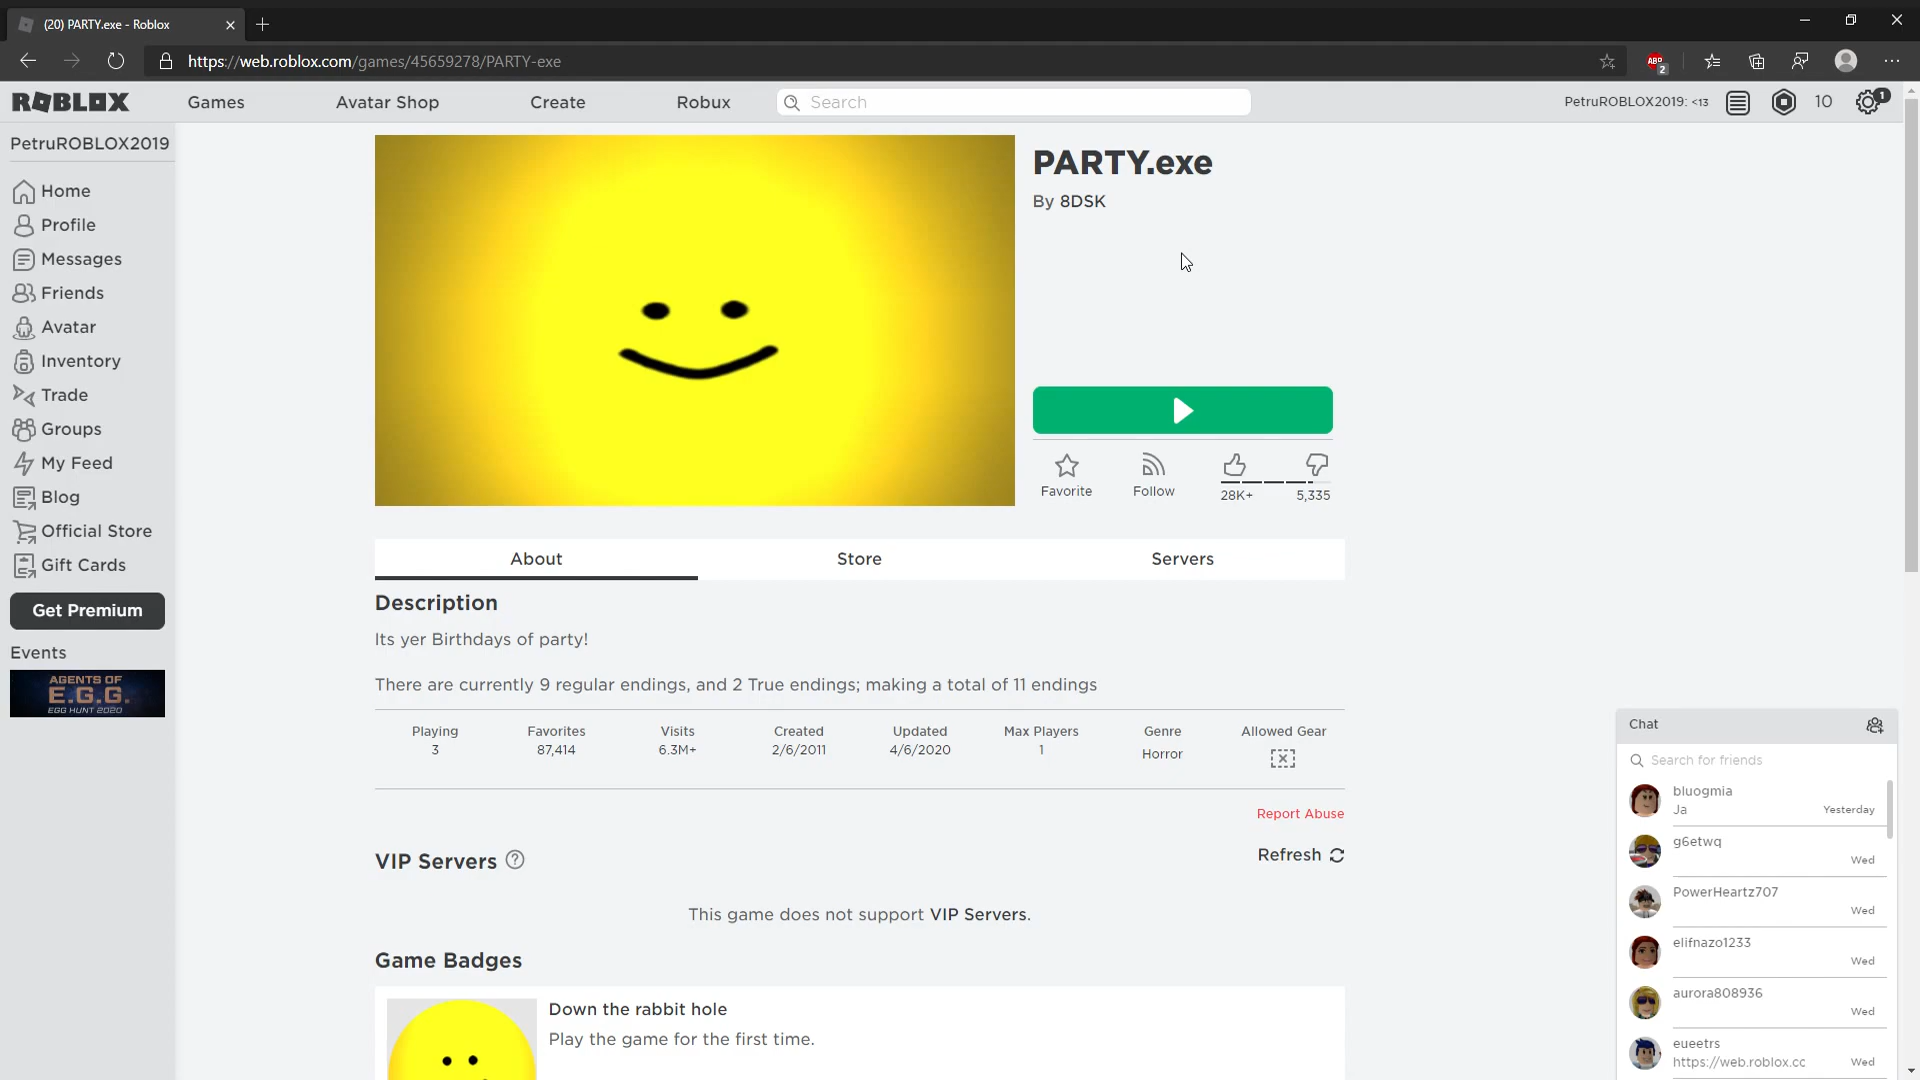 (20) PARTY.exe - Roblox
https://web.roblox.com/games/45659278/PARTY-exe
ABP
2
ROBLOX
Games
Avatar Shop
Create
Robux
Search
PetruROBLOX2019: <13
10
1
PetruROBLOX2019
Home
Profile
Messages
Friends
Avatar
Inventory
Trade
Groups
My Feed
Blog
Official Store
Gift Cards
Get Premium
Events
AGENTS OF
E.G.G.
EGG HUNT 2020
PARTY.exe
By 8DSK
Favorite
Follow
28K+
5,335
About
Store
Servers
Description
Its yer Birthdays of party!
There are currently 9 regular endings, and 2 True endings; making a total of 11 endings
Playing
3
Favorites
87,414
Visits
6.3M+
Created
2/6/2011
Updated
4/6/2020
Max Players
1
Genre
Horror
Allowed Gear
Report Abuse
VIP Servers
Refresh
This game does not support VIP Servers.
Game Badges
Down the rabbit hole
Play the game for the first time.
Chat
Search for friends
bluogmia
Ja
Yesterday
g6etwq
Wed
PowerHeartz707
Wed
elifnazo1233
Wed
aurora808936
Wed
eueetrs
https://web.roblox.cc
Wed